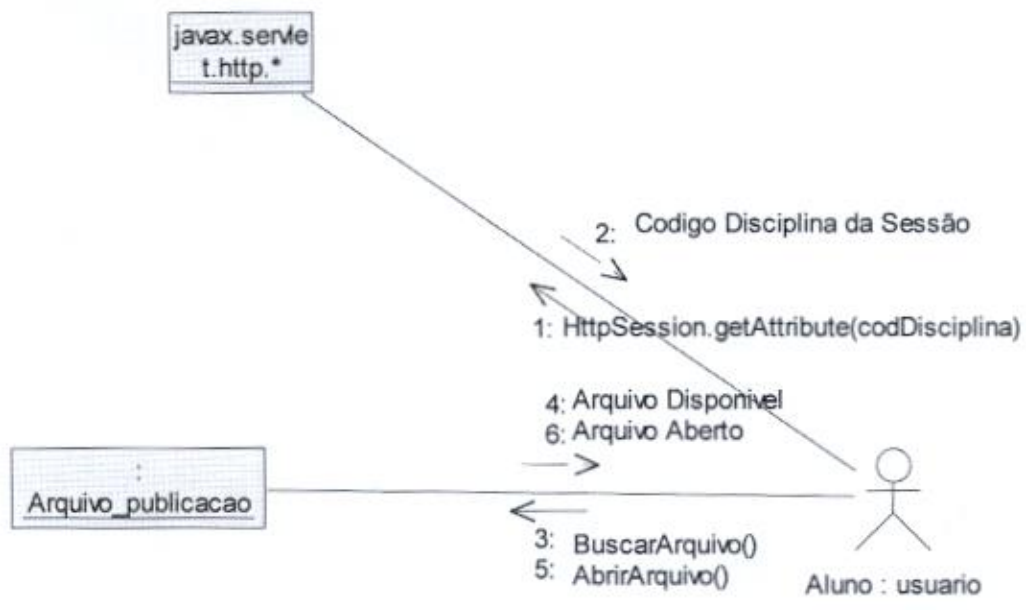 javax.servle
t.http.*
2: Codigo Disciplina da Sessão
1: HttpSession.getAttribute(codDisciplina)
4: Arquivo Disponivel
6: Arquivo Aberto
:
Arquivo_publicacao
3: BuscarArquivo()
5: AbrirArquivo()
Aluno : usuario